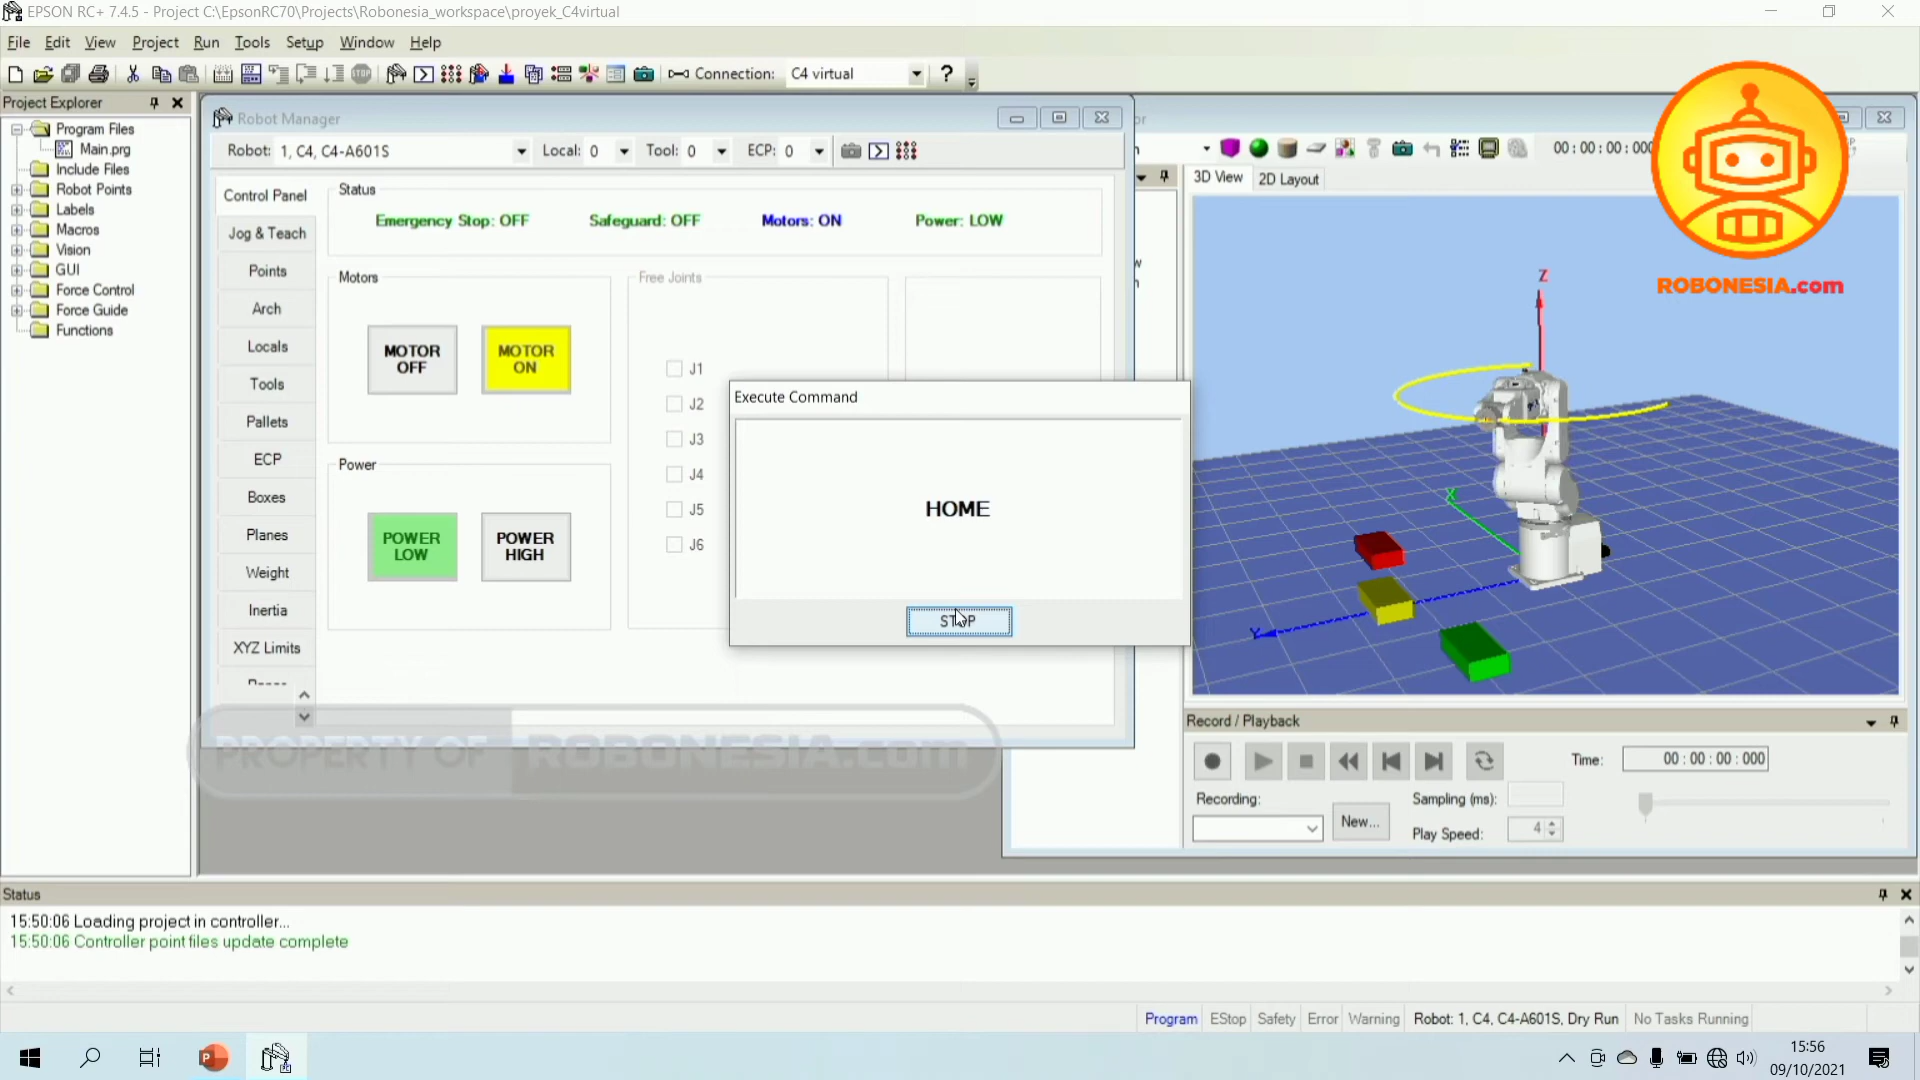 EPSON RC+ 7.4.5 - Project C:\EpsonRC70\Projects\Robonesia_workspace\proyek_C4virtual
File Edit View Project Run Tools Setup Window Help
Connection: C4 virtual
Project Explorer
Program Files
Main.prg
Include Files
Robot Points
Labels
Macros
Vision
GUI
Force Control
Force Guide
Functions
Robot Manager
Robot: 1, C4, C4-A601S Local: 0 Tool: 0 ECP: 0
Control Panel
Jog & Teach
Points
Arch
Locals
Tools
Pallets
ECP
Boxes
Planes
Weight
Inertia
XYZ Limits
Status
Emergency Stop: OFF Safeguard: OFF Motors: ON Power: LOW
Motors
MOTOR OFF
MOTOR ON
Power
POWER LOW
POWER HIGH
Free Joints
J1
J2
J3
J4
J5
J6
Execute Command
HOME
STOP
00 : 00 : 00 : 000
3D View 2D Layout
Z
X
Y
ROBONESIA.com
PROPERTY OF ROBONESIA.com
Record / Playback
Time: 00 : 00 : 00 : 000
Recording:
New...
Sampling (ms):
Play Speed: 4
Status
15:50:06 Loading project in controller...
15:50:06 Controller point files update complete
Program EStop Safety Error Warning Robot: 1, C4, C4-A601S, Dry Run No Tasks Running
15:56
09/10/2021